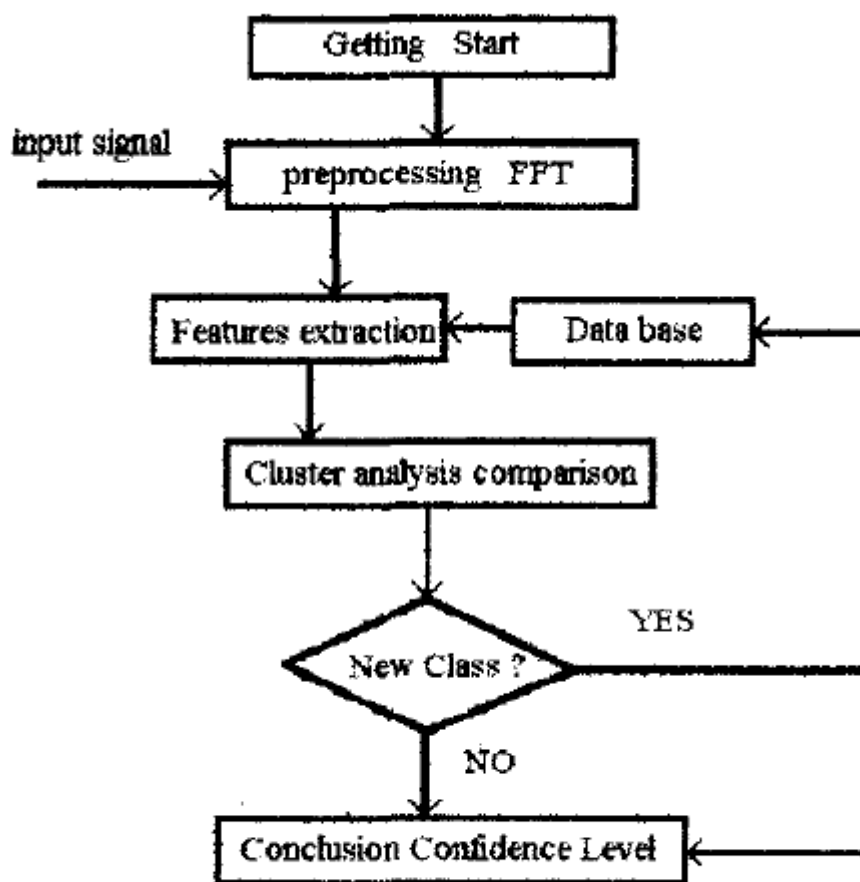 Getting Start
input signal
preprocessing FFT
Features extraction
Data base
Cluster analysis comparison
YES
New Class ?
NO
Conclusion Confidence Level